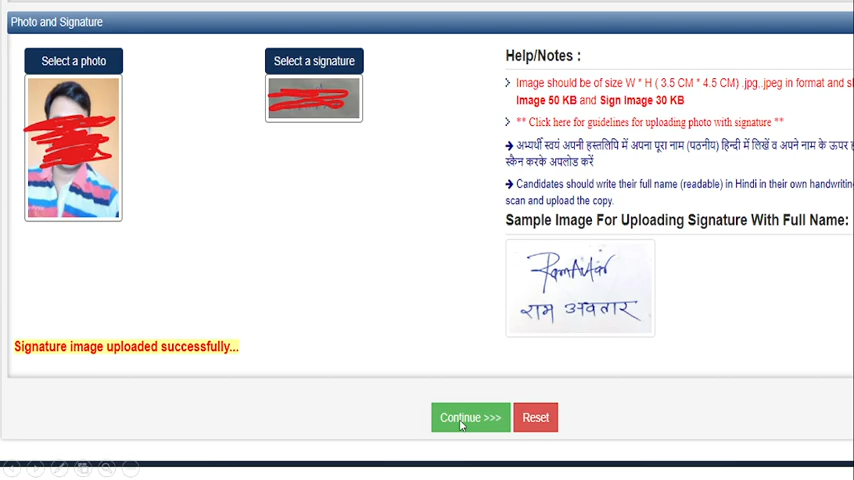 Photo and Signature
Select a photo
Select a signature
Help/Notes :
Image should be of size W * H ( 3.5 CM * 4.5 CM) .jpg,.jpeg in format and
Image 50 KB and Sign Image 30 KB
** Click here for guidelines for uploading photo with signature **
अभ्यर्थी स्वयं अपनी हस्तलिपि में अपना पूरा नाम (पठनीय) हिन्दी में लिखें व अपने नाम के ऊपर
स्कैन करके अपलोड करें
Candidates should write their full name (readable) in Hindi in their own
scan and upload the copy.
Sample Image For Uploading Signature With Full Name:
राम अवतार
Signature image uploaded successfully...
Continue >>>
Reset